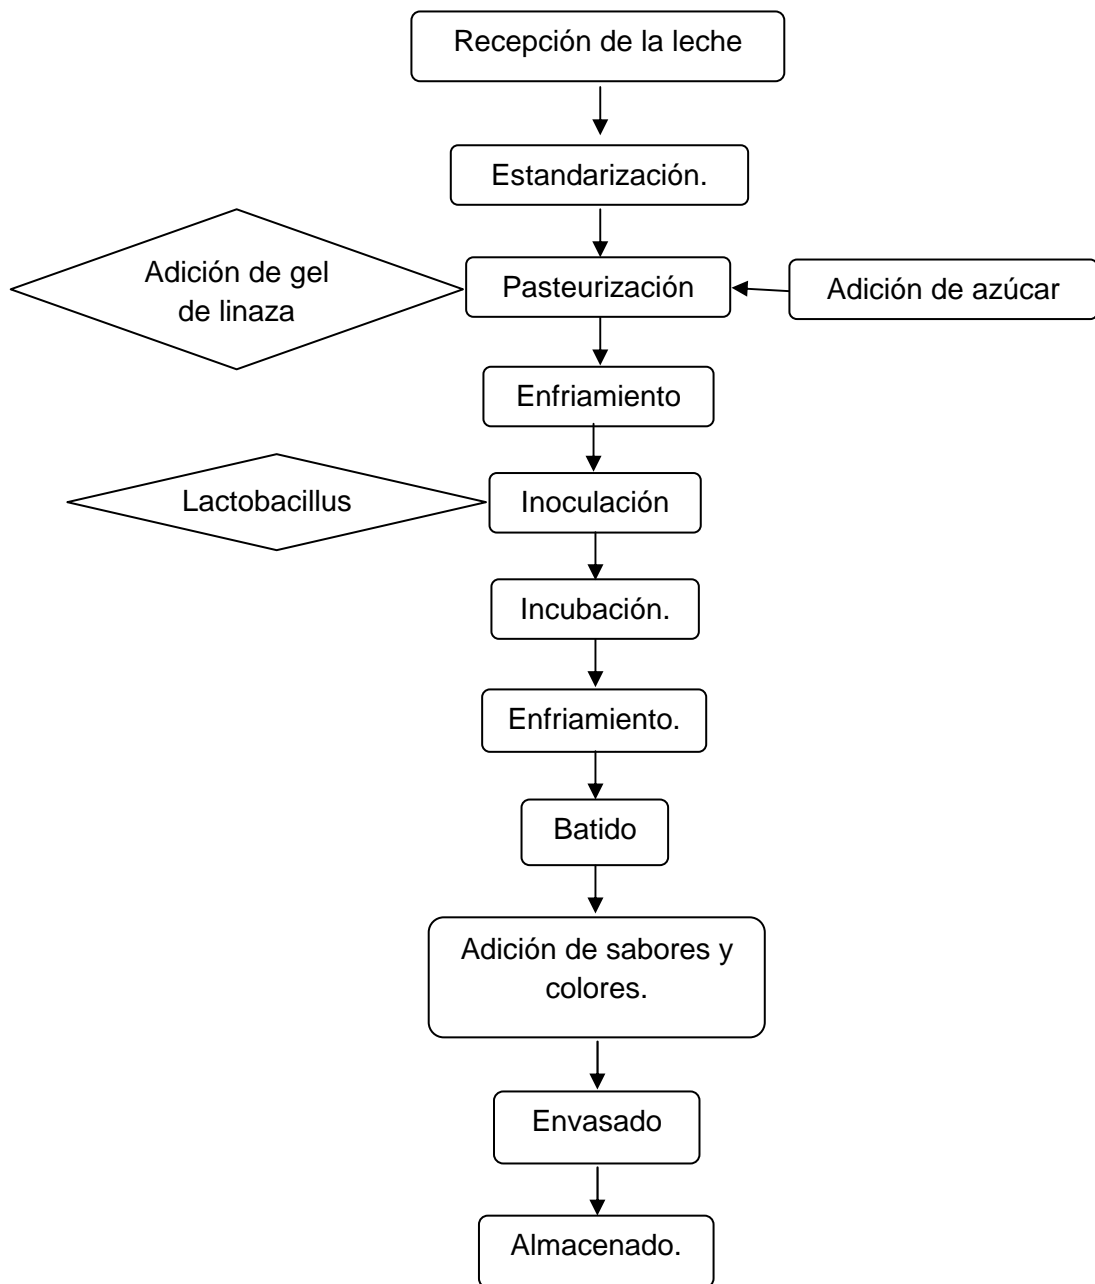 Recepción de la leche
Estandarización.
Adición de gel
de linaza
Pasteurización
Adición de azúcar
Enfriamiento
Lactobacillus
Inoculación
Incubación.
Enfriamiento.
Batido
Adición de sabores y
colores.
Envasado
Almacenado.